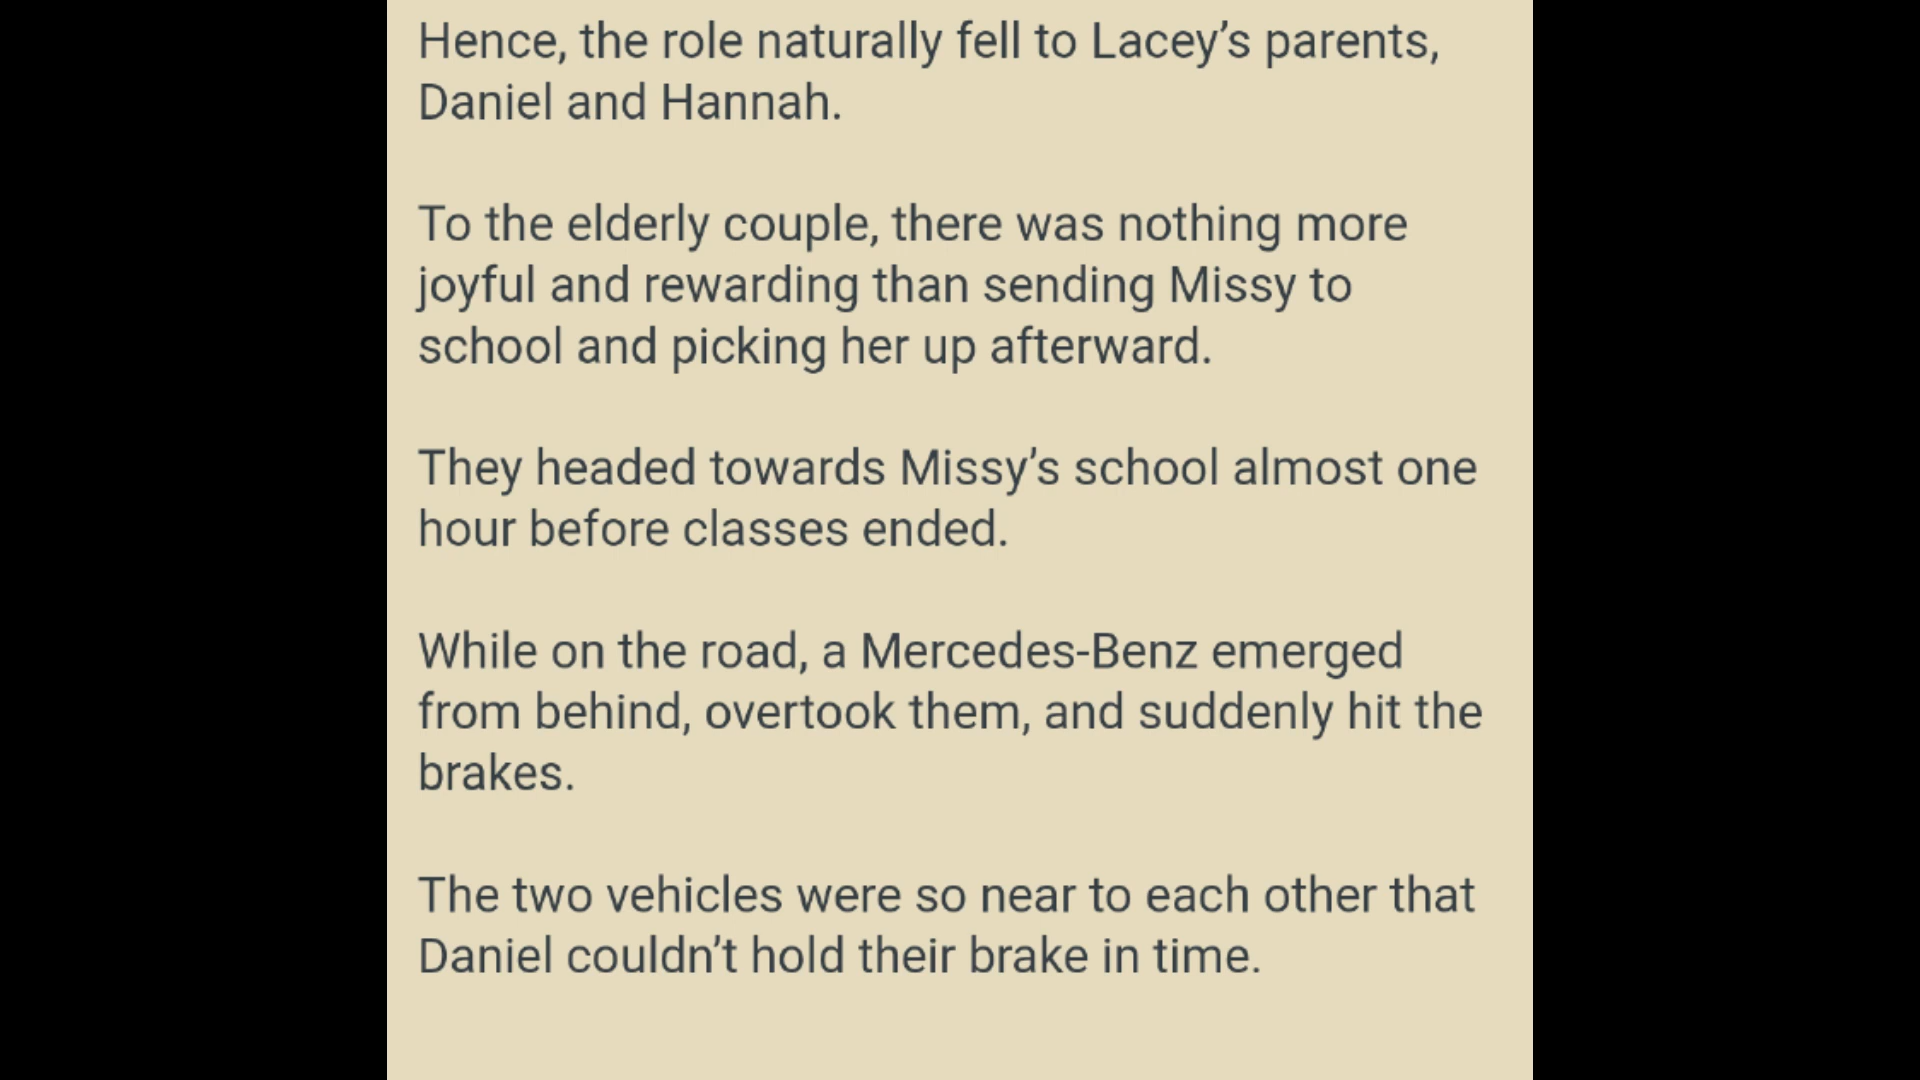 Hence, the role naturally fell to Lacey’s parents,
Daniel and Hannah.
To the elderly couple, there was nothing more
joyful and rewarding than sending Missy to
school and picking her up afterward.
They headed towards Missy’s school almost one
hour before classes ended.
While on the road, a Mercedes-Benz emerged
from behind, overtook them, and suddenly hit the
brakes.
The two vehicles were so near to each other that
Daniel couldn’t hold their brake in time.